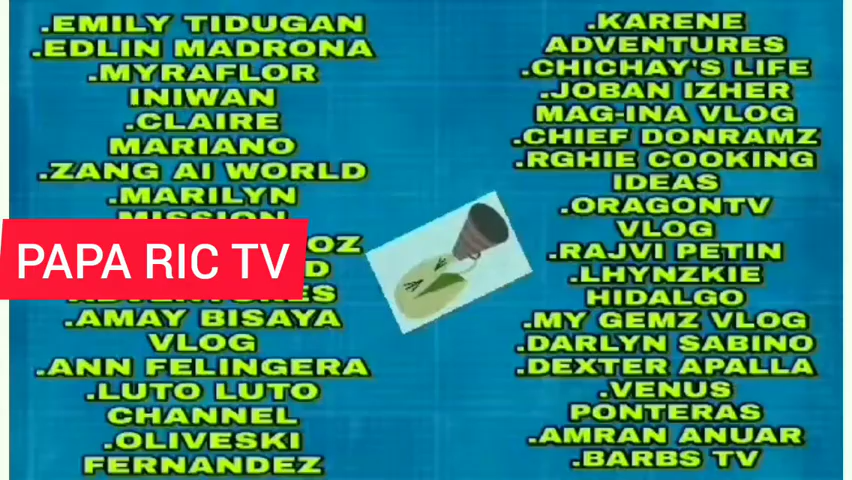 .EMILY TIDUGAN
.EDLIN MADRONA
.MYRAFLOR
INIWAN
.CLAIRE
MARIANO
.ZANG AI WORLD
.MARILYN
MISSION
PAPA RIC TV
ADVENTURES
.AMAY BISAYA
VLOG
.ANN FELINGERA
.LUTO LUTO
CHANNEL
.OLIVESKI
FERNANDEZ
.KARENE
ADVENTURES
.CHICHAY'S LIFE
.JOBAN IZHER
MAG-INA VLOG
.CHIEF DONRAMZ
.RGHIE COOKING
IDEAS
.ORAGONTV
VLOG
.RAJVI PETIN
.LHYNZKIE
HIDALGO
.MY GEMZ VLOG
.DARLYN SABINO
.DEXTER APALLA
.VENUS
PONTERAS
.AMRAN ANUAR
.BARBS TV